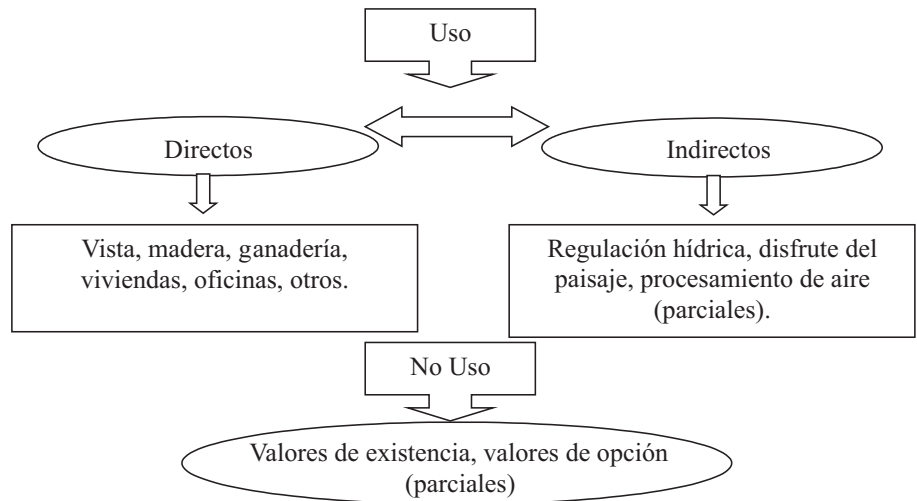 Uso
Directos
Indirectos
Vista, madera, ganadería,
viviendas, oficinas, otros.
Regulación hídrica, disfrute del
paisaje, procesamiento de aire
(parciales).
No Uso
Valores de existencia, valores de opción
(parciales)